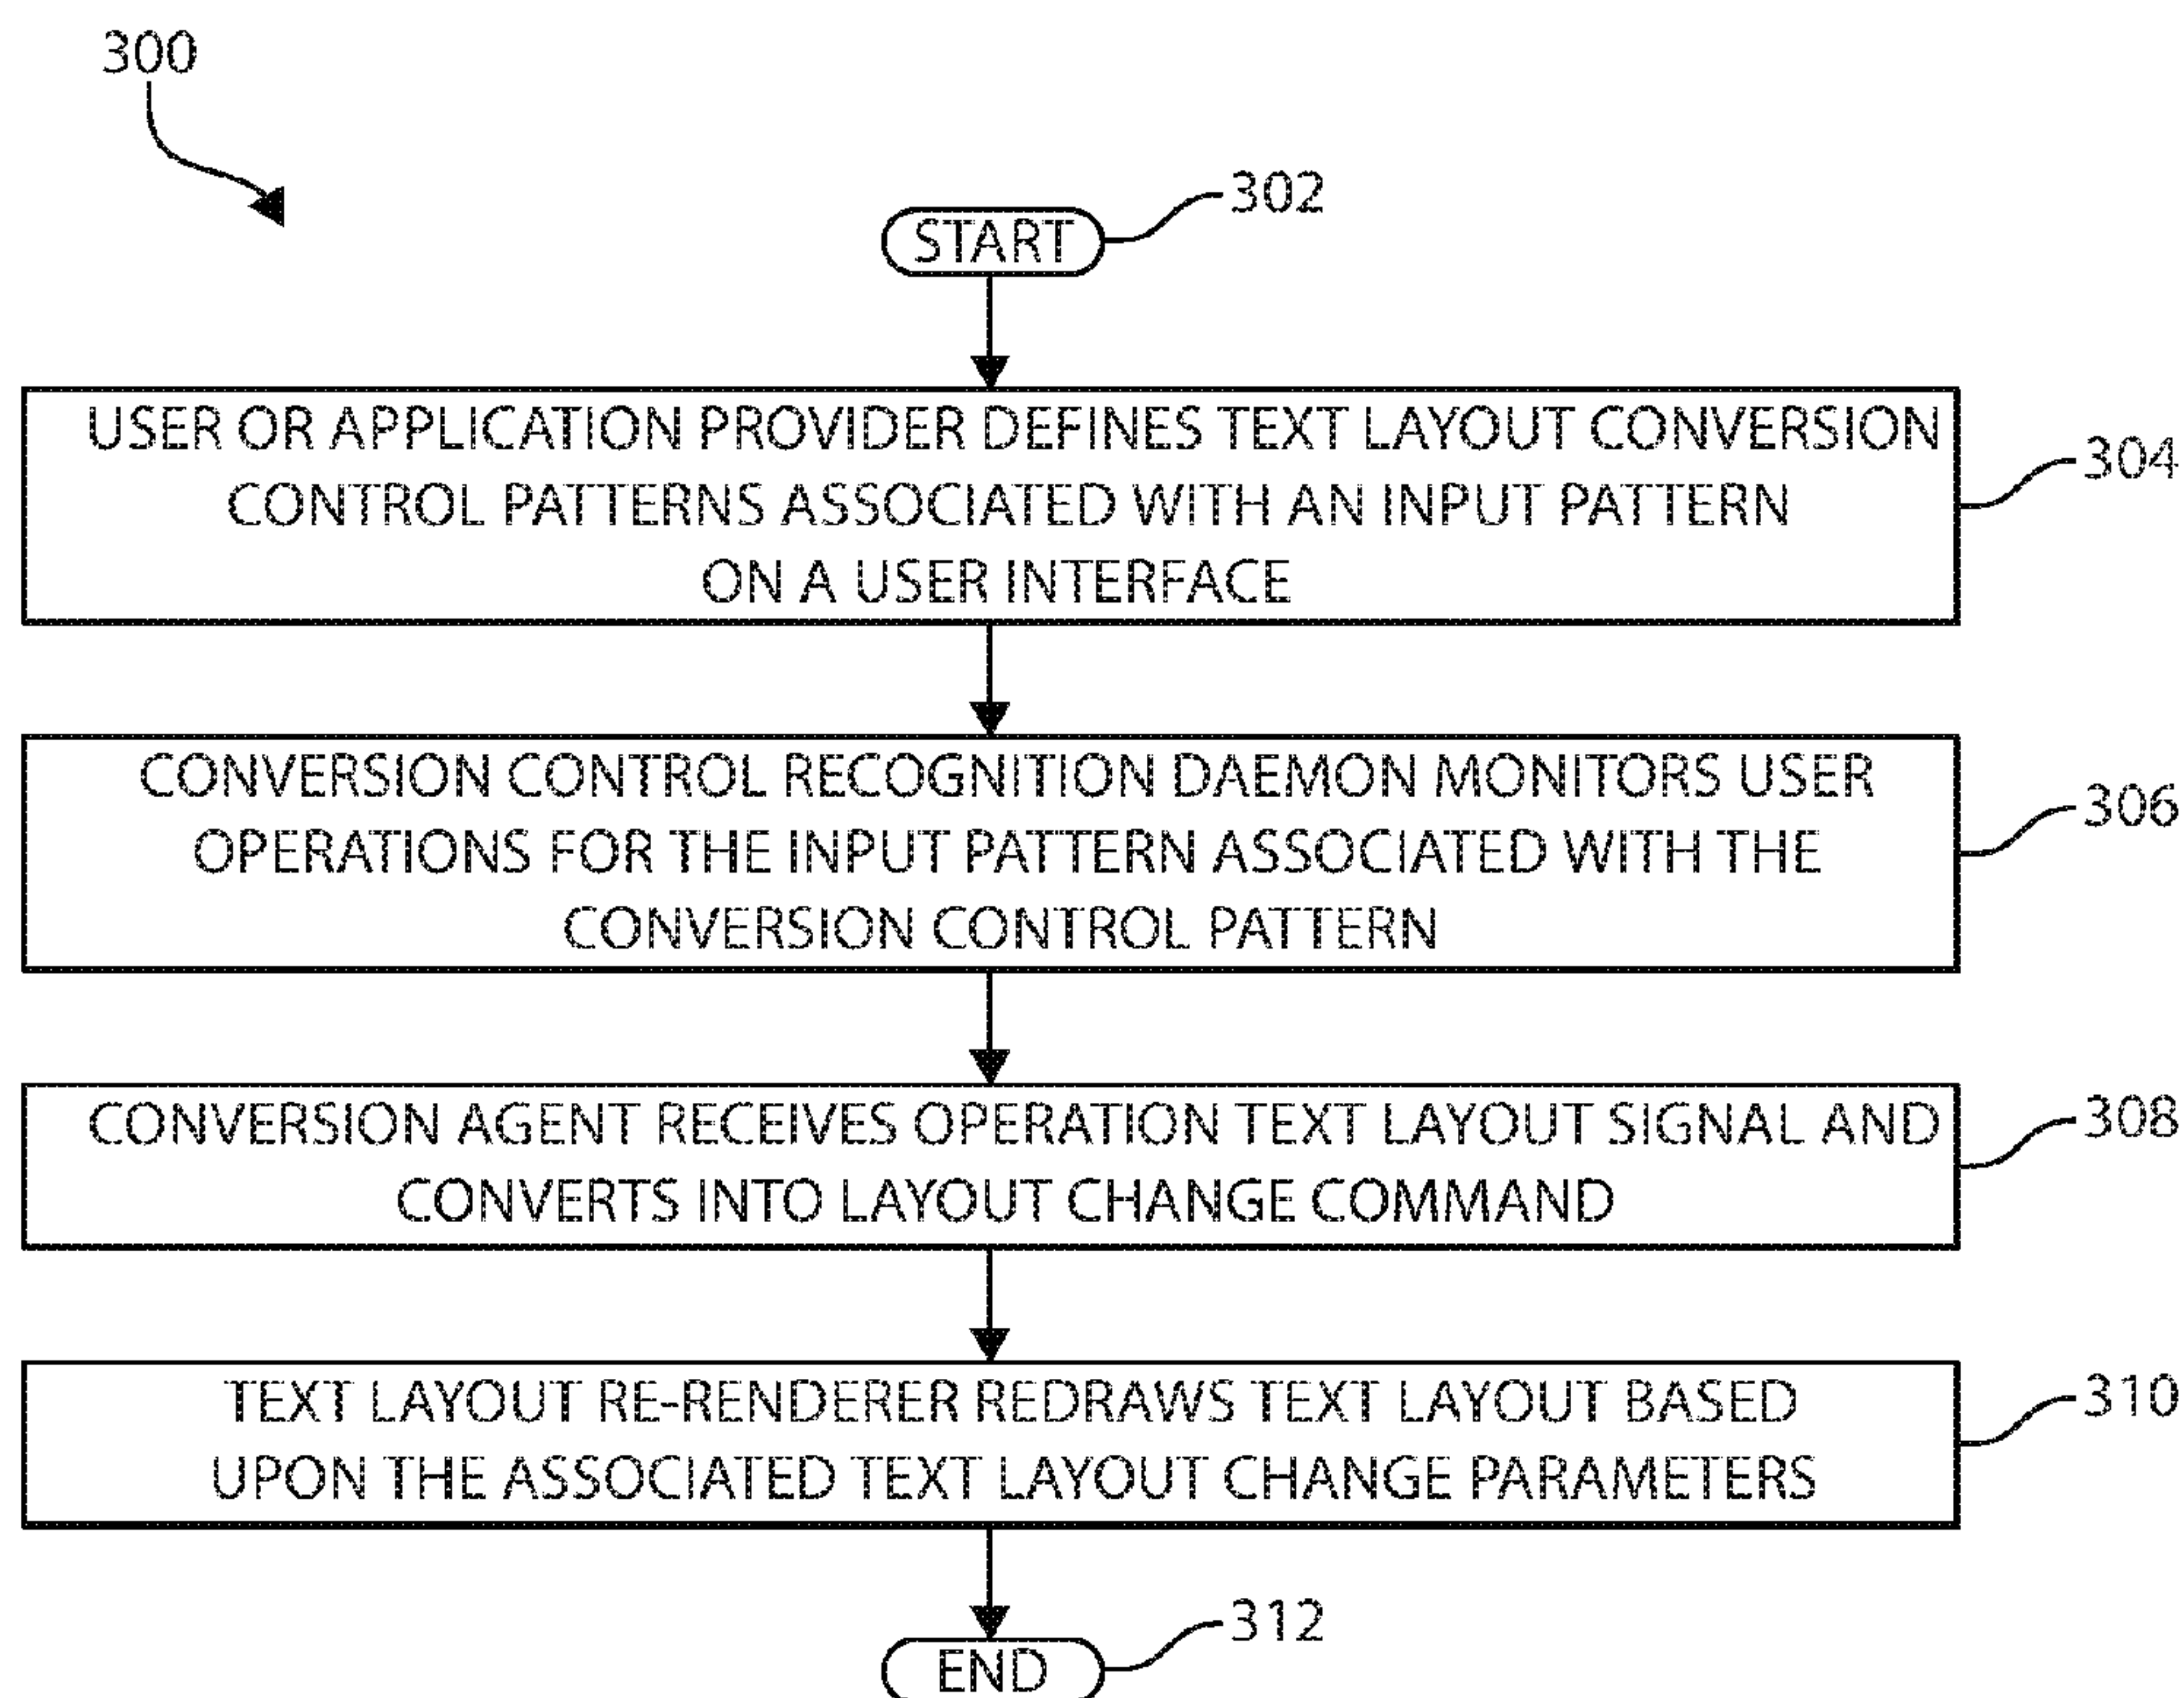 300
START
302
USER OR APPLICATION PROVIDER DEFINES TEXT LAYOUT CONVERSION
CONTROL PATTERNS ASSOCIATED WITH AN INPUT PATTERN
ON A USER INTERFACE
304
CONVERSION CONTROL RECOGNITION DAEMON MONITORS USER
OPERATIONS FOR THE INPUT PATTERN ASSOCIATED WITH THE
CONVERSION CONTROL PATTERN
306
CONVERSION AGENT RECEIVES OPERATION TEXT LAYOUT SIGNAL AND
CONVERTS INTO LAYOUT CHANGE COMMAND
308
TEXT LAYOUT RE-RENDERER REDRAWS TEXT LAYOUT BASED
UPON THE ASSOCIATED TEXT LAYOUT CHANGE PARAMETERS
310
END
312